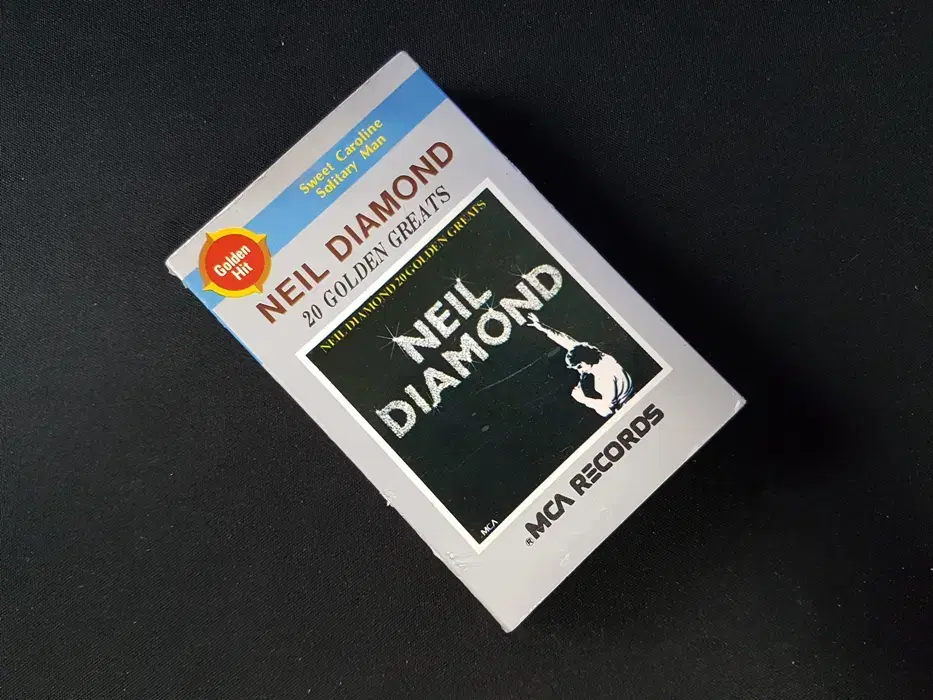 Sweet Caroline
Solitary Man
Golden
Hit
NEIL DIAMOND
20 GOLDEN GREATS
NEIL DIAMOND 20 GOLDEN GREATS
NEIL
DIAMOND
MCA
®MCA RECORDS